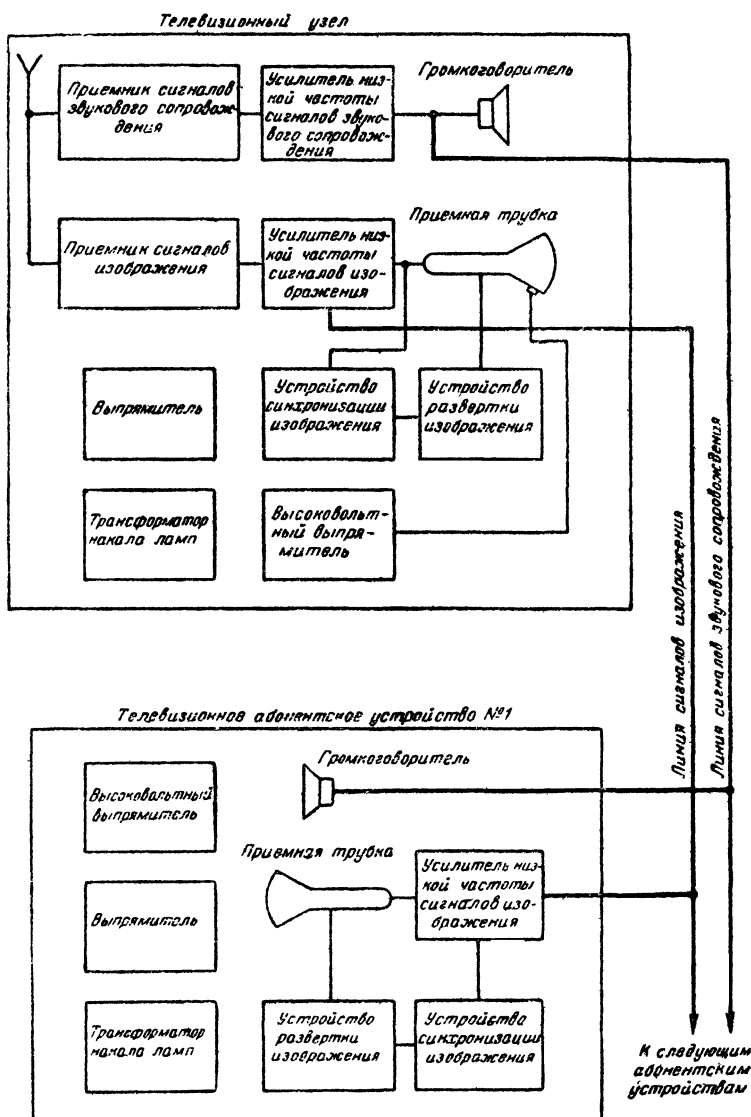 Телевизионный узел
Приемник сигналов
звукового сопровож-
дения
Усилитель низ-
кой частоты
сигналов звуко-
вого сопровож-
дения
Громкоговоритель
Приемник сигналов
изображения
Усилитель низ-
кой частоты
сигналов изо-
бражения
Приемная трубка
Выпрямитель
Устройство
синхронизации
изображения
Устройство
развертки
изображения
Трансформатор
накала ламп
Высоковольт-
ный выпря-
митель
Линия сигналов изображения
Линия сигналов звукового сопровождения
Телевизионное абонентское устройство №1
Высоковольтный
выпрямитель
Громкоговоритель
Приемная трубка
Усилитель низ-
кой частоты
сигналов изо-
бражения
Выпрямитель
Трансформатор
накала ламп
Устройство
развертки
изображения
Устройство
синхронизации
изображения
К следующим
абонентским
устройствам